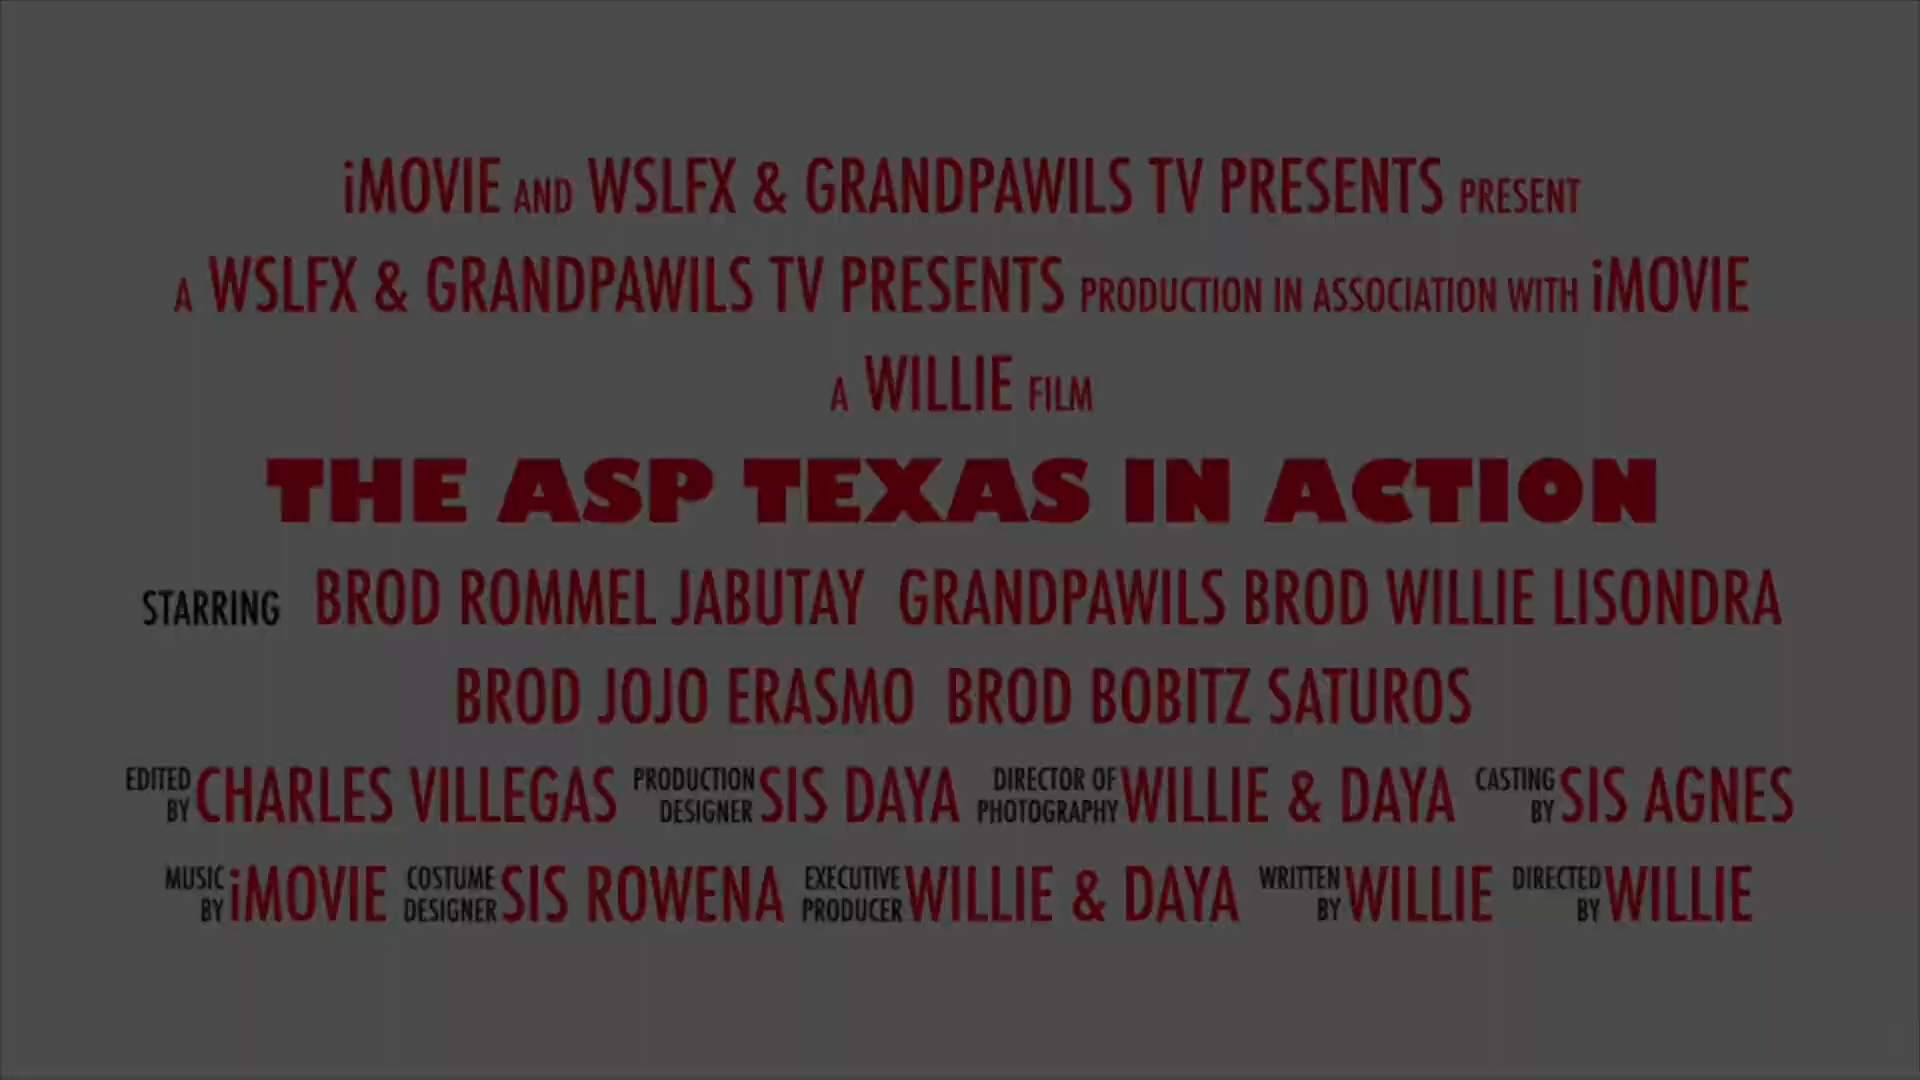 iMOVIE AND WSLFX & GRANDPAWILS TV PRESENTS PRESENT
A WSLFX & GRANDPAWILS TV PRESENTS PRODUCTION IN ASSOCIATION WITH iMOVIE
A WILLIE FILM
THE ASP TEXAS IN ACTION
STARRING BROD ROMMEL JABUTAY GRANDPAWILS BROD WILLIE LISONDRA
BROD JOJO ERASMO BROD BOBITZ SATUROS
EDITED BY CHARLES VILLEGAS PRODUCTION DESIGNER SIS DAYA DIRECTOR OF PHOTOGRAPHY WILLIE & DAYA CASTING BY SIS AGNES
MUSIC BY iMOVIE COSTUME DESIGNER SIS ROWENA EXECUTIVE PRODUCER WILLIE & DAYA WRITTEN BY WILLIE DIRECTED BY WILLIE